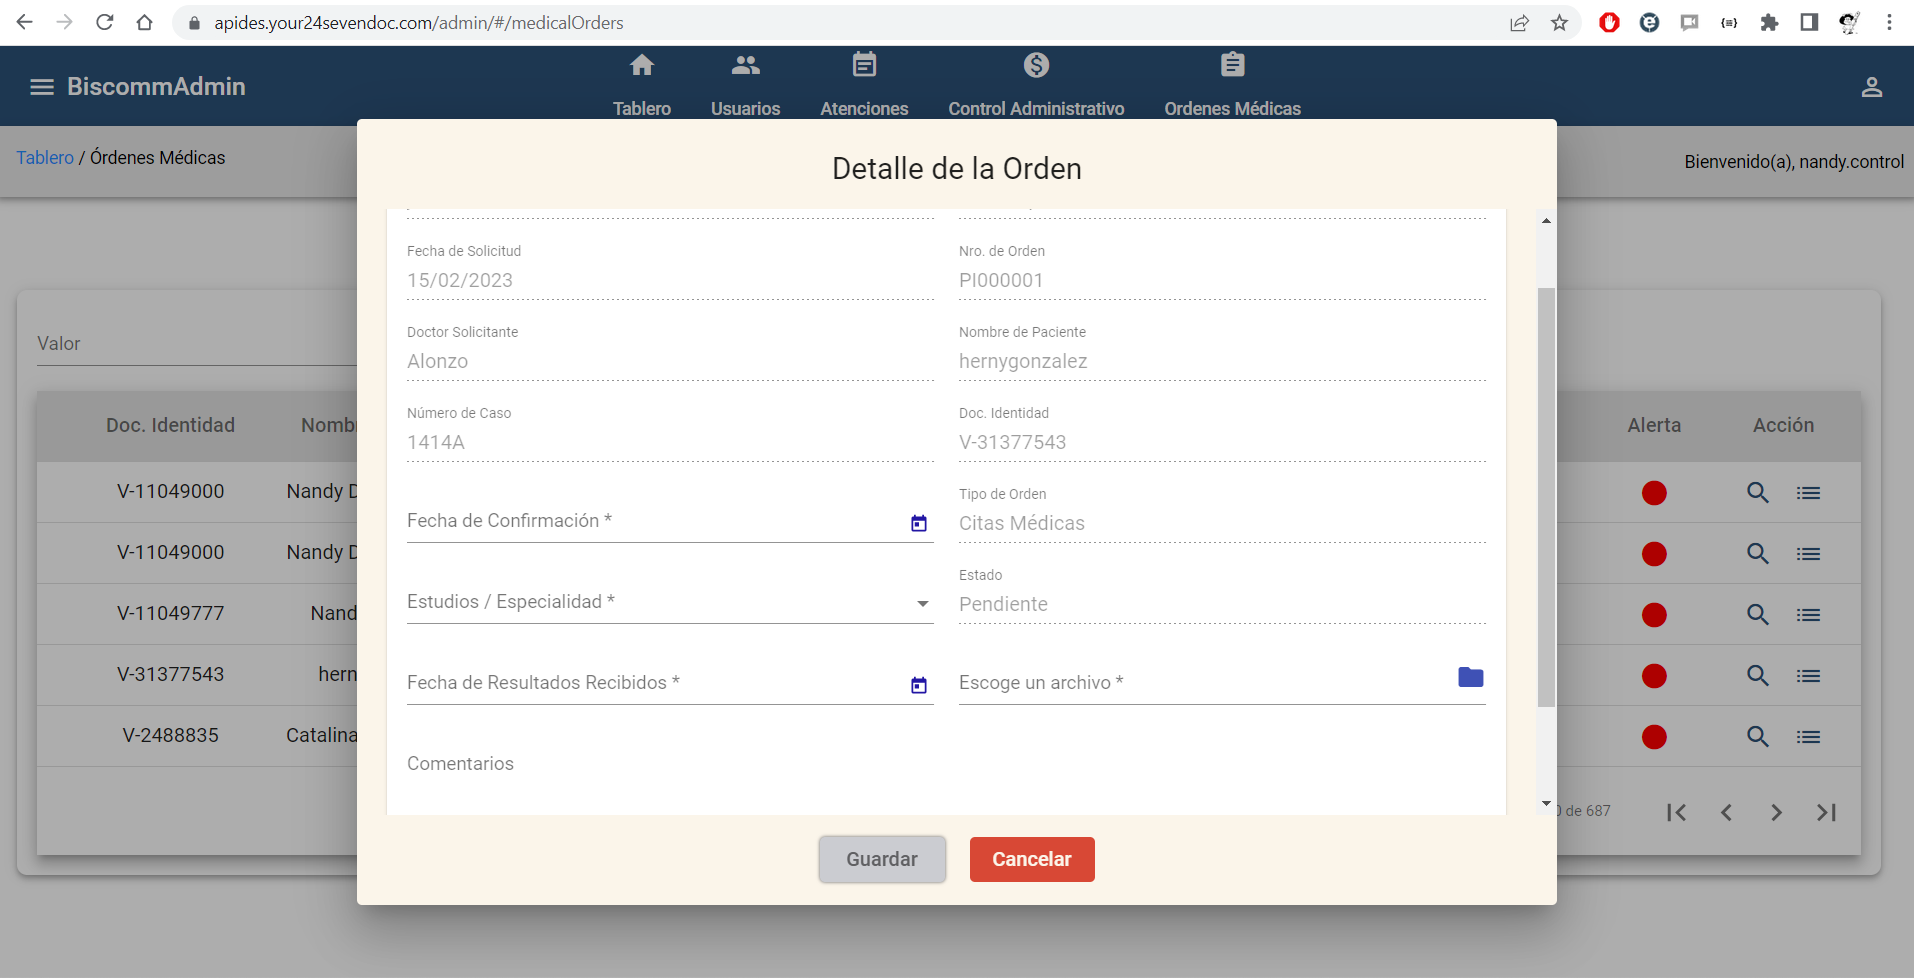 apides.your24sevendoc.com/admin/#/medicalOrders
BiscommAdmin
Tablero
Usuarios
Atenciones
Control Administrativo
Ordenes Médicas
Tablero / Órdenes Médicas
Bienvenido(a), nandy.control
Detalle de la Orden
Fecha de Solicitud
15/02/2023
Nro. de Orden
PI000001
Doctor Solicitante
Alonzo
Nombre de Paciente
hernygonzalez
Número de Caso
1414A
Doc. Identidad
V-31377543
Fecha de Confirmación *
Tipo de Orden
Citas Médicas
Estudios / Especialidad *
Estado
Pendiente
Fecha de Resultados Recibidos *
Escoge un archivo *
Comentarios
Guardar
Cancelar
Valor
Doc. Identidad
Alerta
Acción
V-11049000 Nandy
V-11049000 Nandy
V-11049777 Nand
V-31377543 hern
V-2488835 Catalina
de 687